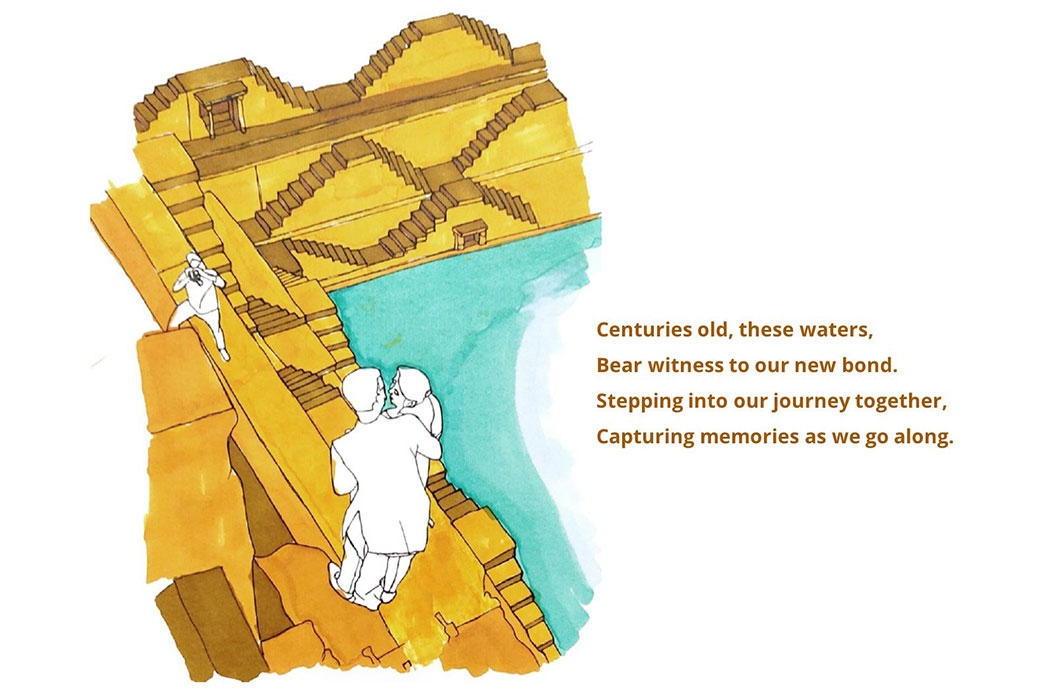 Centuries old, these waters,
Bear witness to our new bond.
Stepping into our journey together,
Capturing memories as we go along.